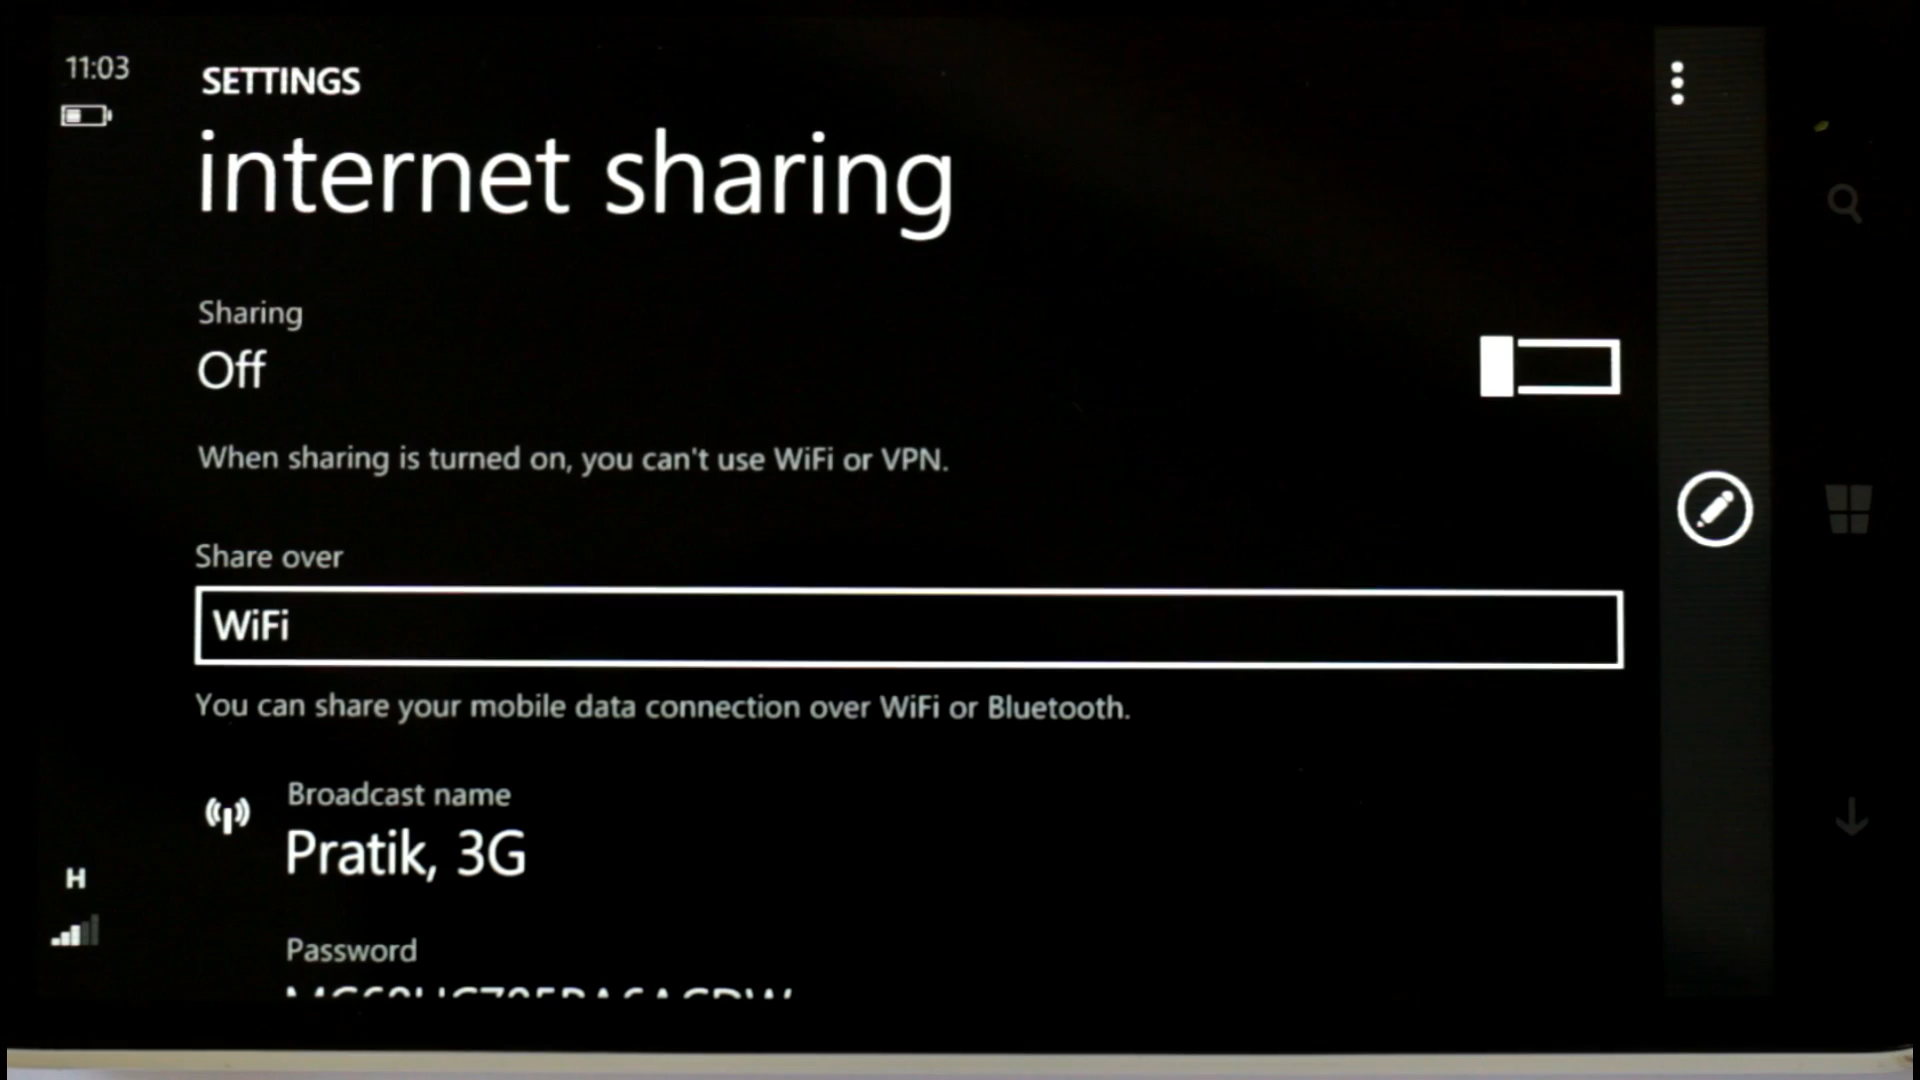 11:03
SETTINGS
internet sharing
Sharing
Off
When sharing is turned on, you can't use WiFi or VPN.
Share over
WiFi
You can share your mobile data connection over WiFi or Bluetooth.
Broadcast name
Pratik, 3G
H
Password